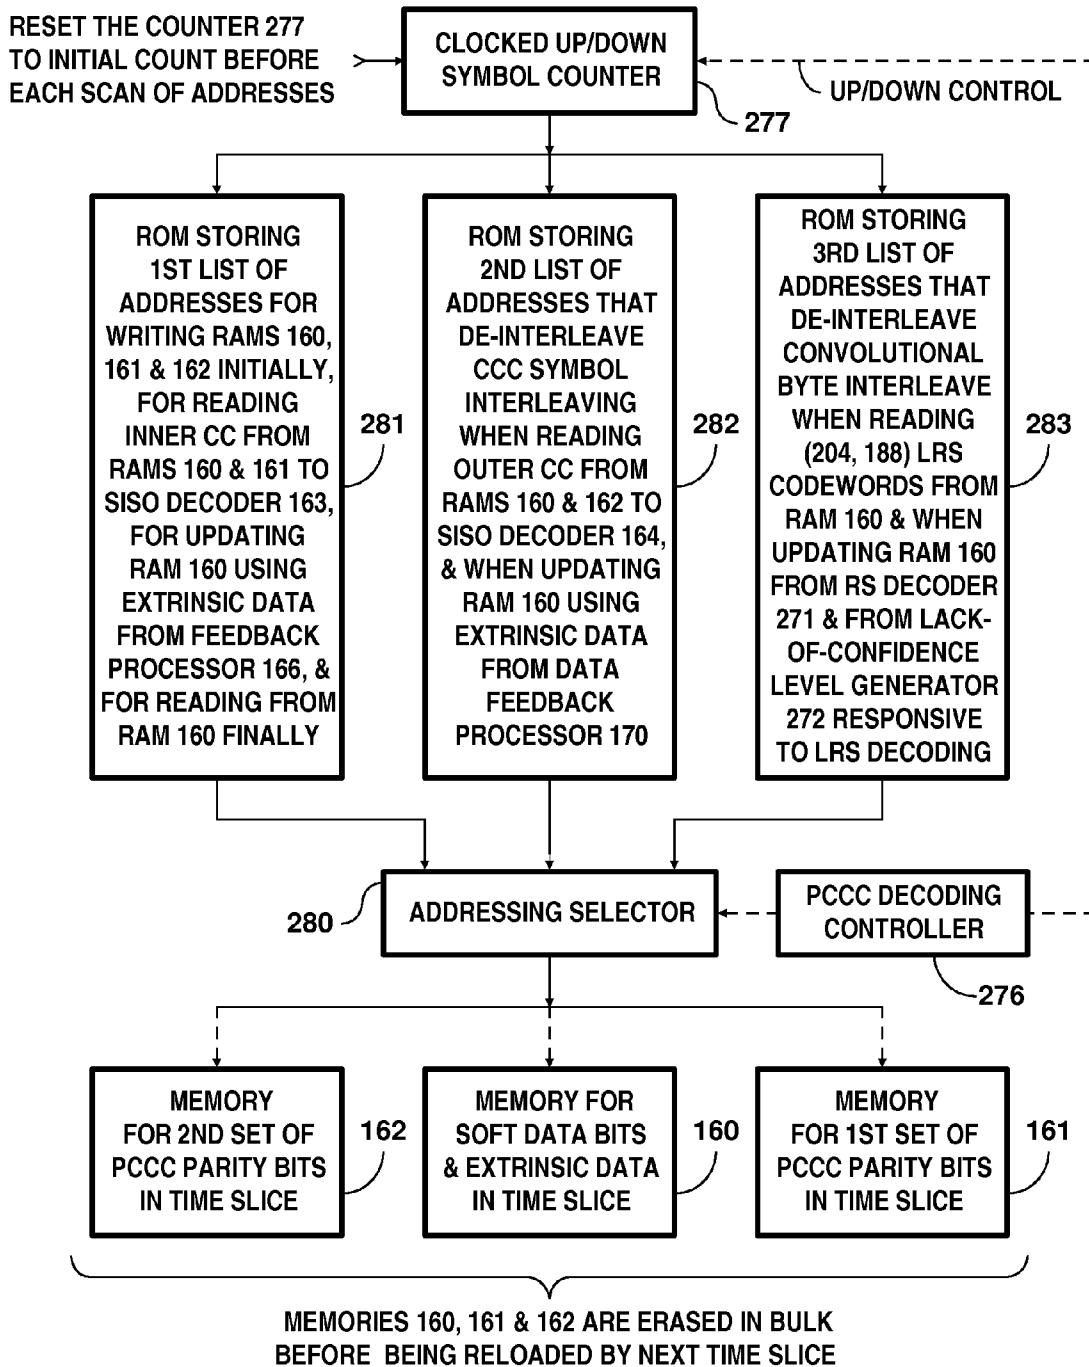 RESET THE COUNTER 277
TO INITIAL COUNT BEFORE
EACH SCAN OF ADDRESSES
CLOCKED UP/DOWN
SYMBOL COUNTER
UP/DOWN CONTROL
277
ROM STORING
1ST LIST OF
ADDRESSES FOR
WRITING RAMS 160,
161 & 162 INITIALLY,
FOR READING
INNER CC FROM
RAMS 160 & 161 TO
SISO DECODER 163,
FOR UPDATING
RAM 160 USING
EXTRINSIC DATA
FROM FEEDBACK
PROCESSOR 166, &
FOR READING FROM
RAM 160 FINALLY
281
ROM STORING
2ND LIST OF
ADDRESSES THAT
DE-INTERLEAVE
CCC SYMBOL
INTERLEAVING
WHEN READING
OUTER CC FROM
RAMS 160 & 162 TO
SISO DECODER 164,
& WHEN UPDATING
RAM 160 USING
EXTRINSIC DATA
FROM DATA
FEEDBACK
PROCESSOR 170
282
ROM STORING
3RD LIST OF
ADDRESSES THAT
DE-INTERLEAVE
CONVOLUTIONAL
BYTE INTERLEAVE
WHEN READING
(204, 188) LRS
CODEWORDS FROM
RAM 160 & WHEN
UPDATING RAM 160
FROM RS DECODER
271 & FROM LACK-
OF-CONFIDENCE
LEVEL GENERATOR
272 RESPONSIVE
TO LRS DECODING
283
280
ADDRESSING SELECTOR
PCCC DECODING
CONTROLLER
276
MEMORY
FOR 2ND SET OF
PCCC PARITY BITS
IN TIME SLICE
162
MEMORY FOR
SOFT DATA BITS
& EXTRINSIC DATA
IN TIME SLICE
160
MEMORY
FOR 1ST SET OF
PCCC PARITY BITS
IN TIME SLICE
161
MEMORIES 160, 161 & 162 ARE ERASED IN BULK
BEFORE BEING RELOADED BY NEXT TIME SLICE